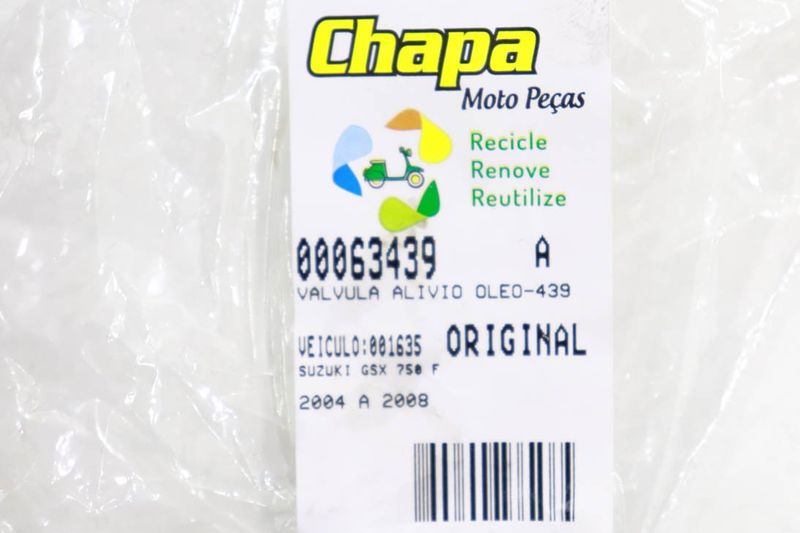 Chapa
Moto Peças
Recicle
Renove
Reutilize
00063439 A
VALVULA ALIVIO OLEO-439
VEICULO:001635 ORIGINAL
SUZUKI GSX 750 F
2004 A 2008